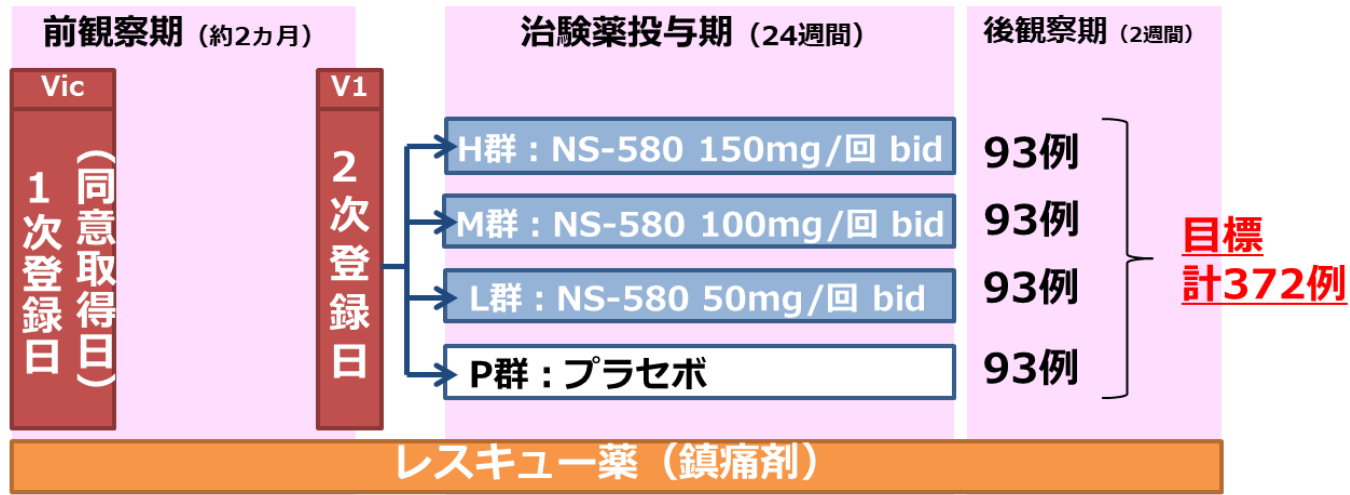 前観察期（約2カ月）
治験薬投与期（24週間）
後観察期（2週間）
Vic
1次登録日
（同意取得日）
V1
2次登録日
H群：NS-580 150mg/回 bid
93例
M群：NS-580 100mg/回 bid
93例
L群：NS-580 50mg/回 bid
93例
P群：プラセボ
93例
目標
計372例
レスキュー薬（鎮痛剤）